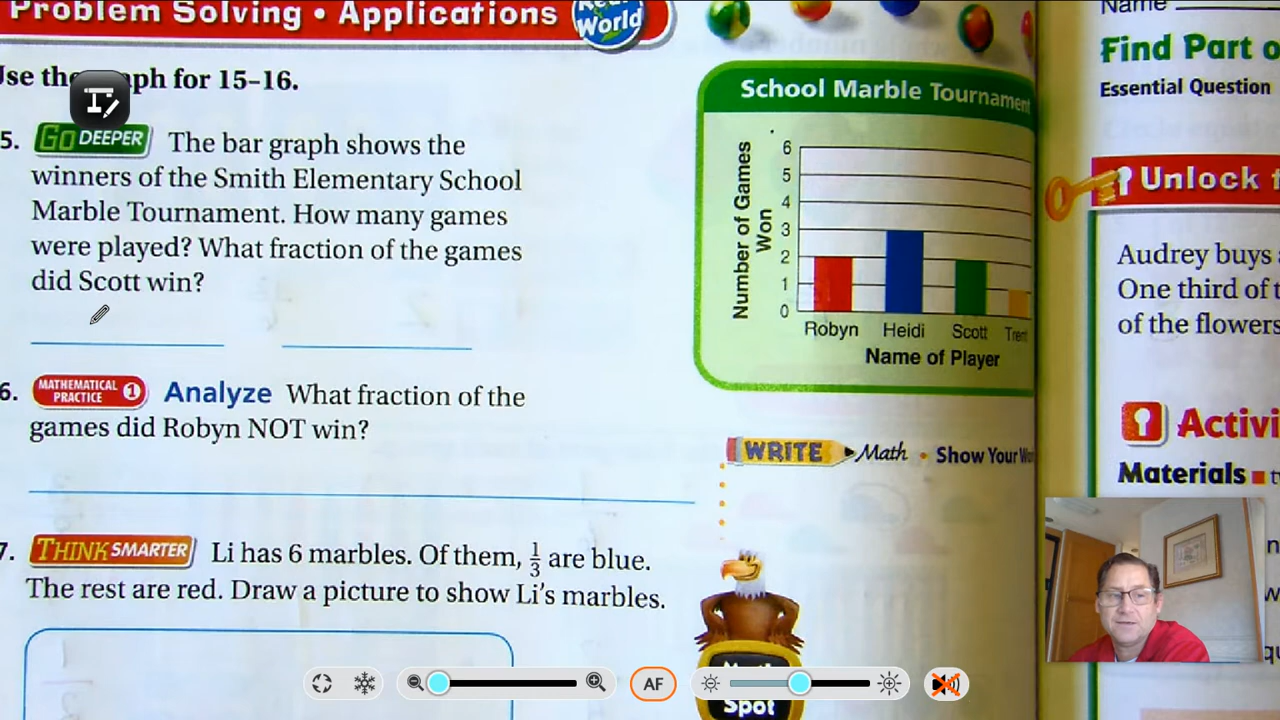 Problem Solving • Applications
Real World
Use the graph for 15–16.
5. GO DEEPER The bar graph shows the
winners of the Smith Elementary School
Marble Tournament. How many games
were played? What fraction of the games
did Scott win?
6. MATHEMATICAL PRACTICE 1 Analyze What fraction of the
games did Robyn NOT win?
7. THINK SMARTER Li has 6 marbles. Of them, 1/3 are blue.
The rest are red. Draw a picture to show Li's marbles.
School Marble Tournament
Number of Games
Won
6
5
4
3
2
1
0
Robyn Heidi Scott Trent
Name of Player
WRITE Math • Show Your Wo
Math
Spot
Name
Find Part o
Essential Question
Unlock t
Audrey buys
One third of t
of the flowers
Activi
Materials
AF